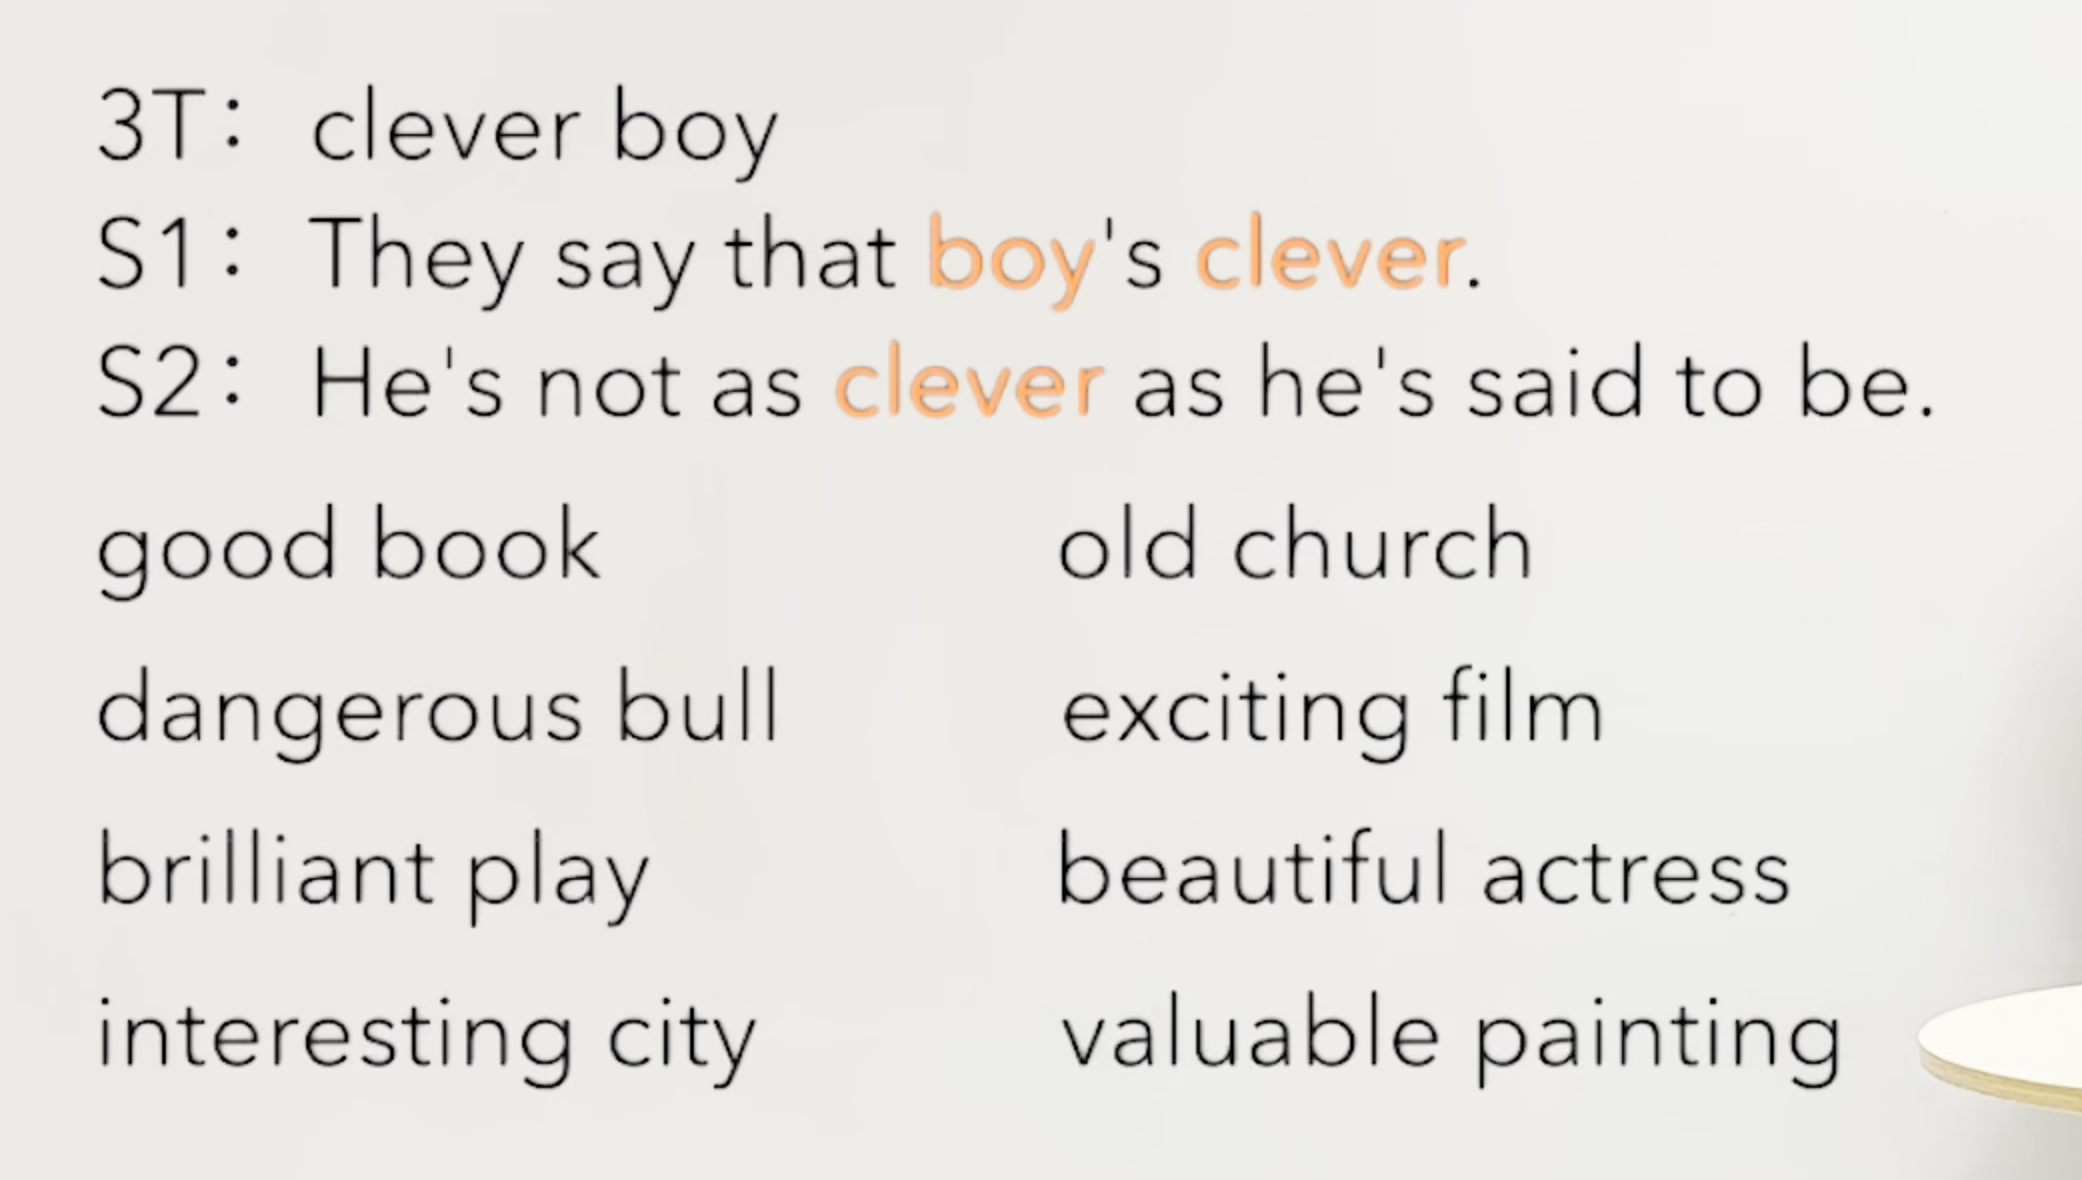 3T: clever boy
S1: They say that boy's clever.
S2: He's not as clever as he's said to be.
good book
old church
dangerous bull
exciting film
brilliant play
beautiful actress
interesting city
valuable painting